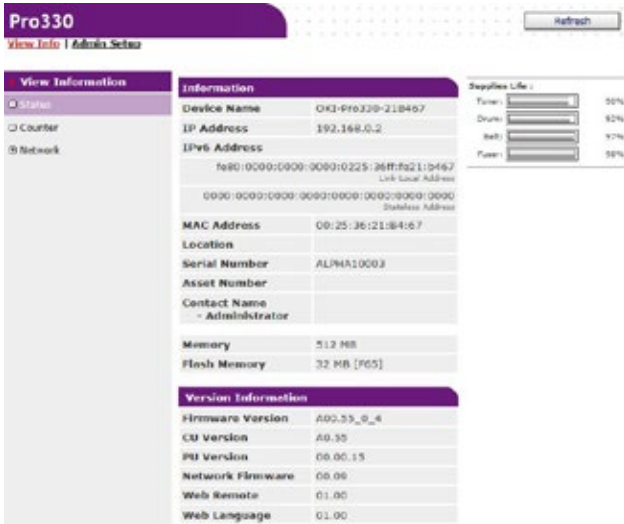 Pro330
Refresh
View Info | Admin Setup
View Information
Status
Counter
Network
Information
Device Name OKI-Pro330-21B467
IP Address 192.168.0.2
IPv6 Address
fe80:0000:0000:0000:0225:36ff:fe21:b467
Link Local Address
0000:0000:0000:0000:0000:0000:0000:0000
Stateless Address
MAC Address 00:25:36:21:B4:67
Location
Serial Number ALPHA10003
Asset Number
Contact Name
- Administrator
Memory 512 MB
Flash Memory 32 MB [F65]
Version Information
Firmware Version A00.55_0_4
CU Version A0.55
PU Version 00.00.15
Network Firmware 00.09
Web Remote 01.00
Web Language 01.00
Supplies Life :
Toner:
Drum:
Belt:
Fuser: